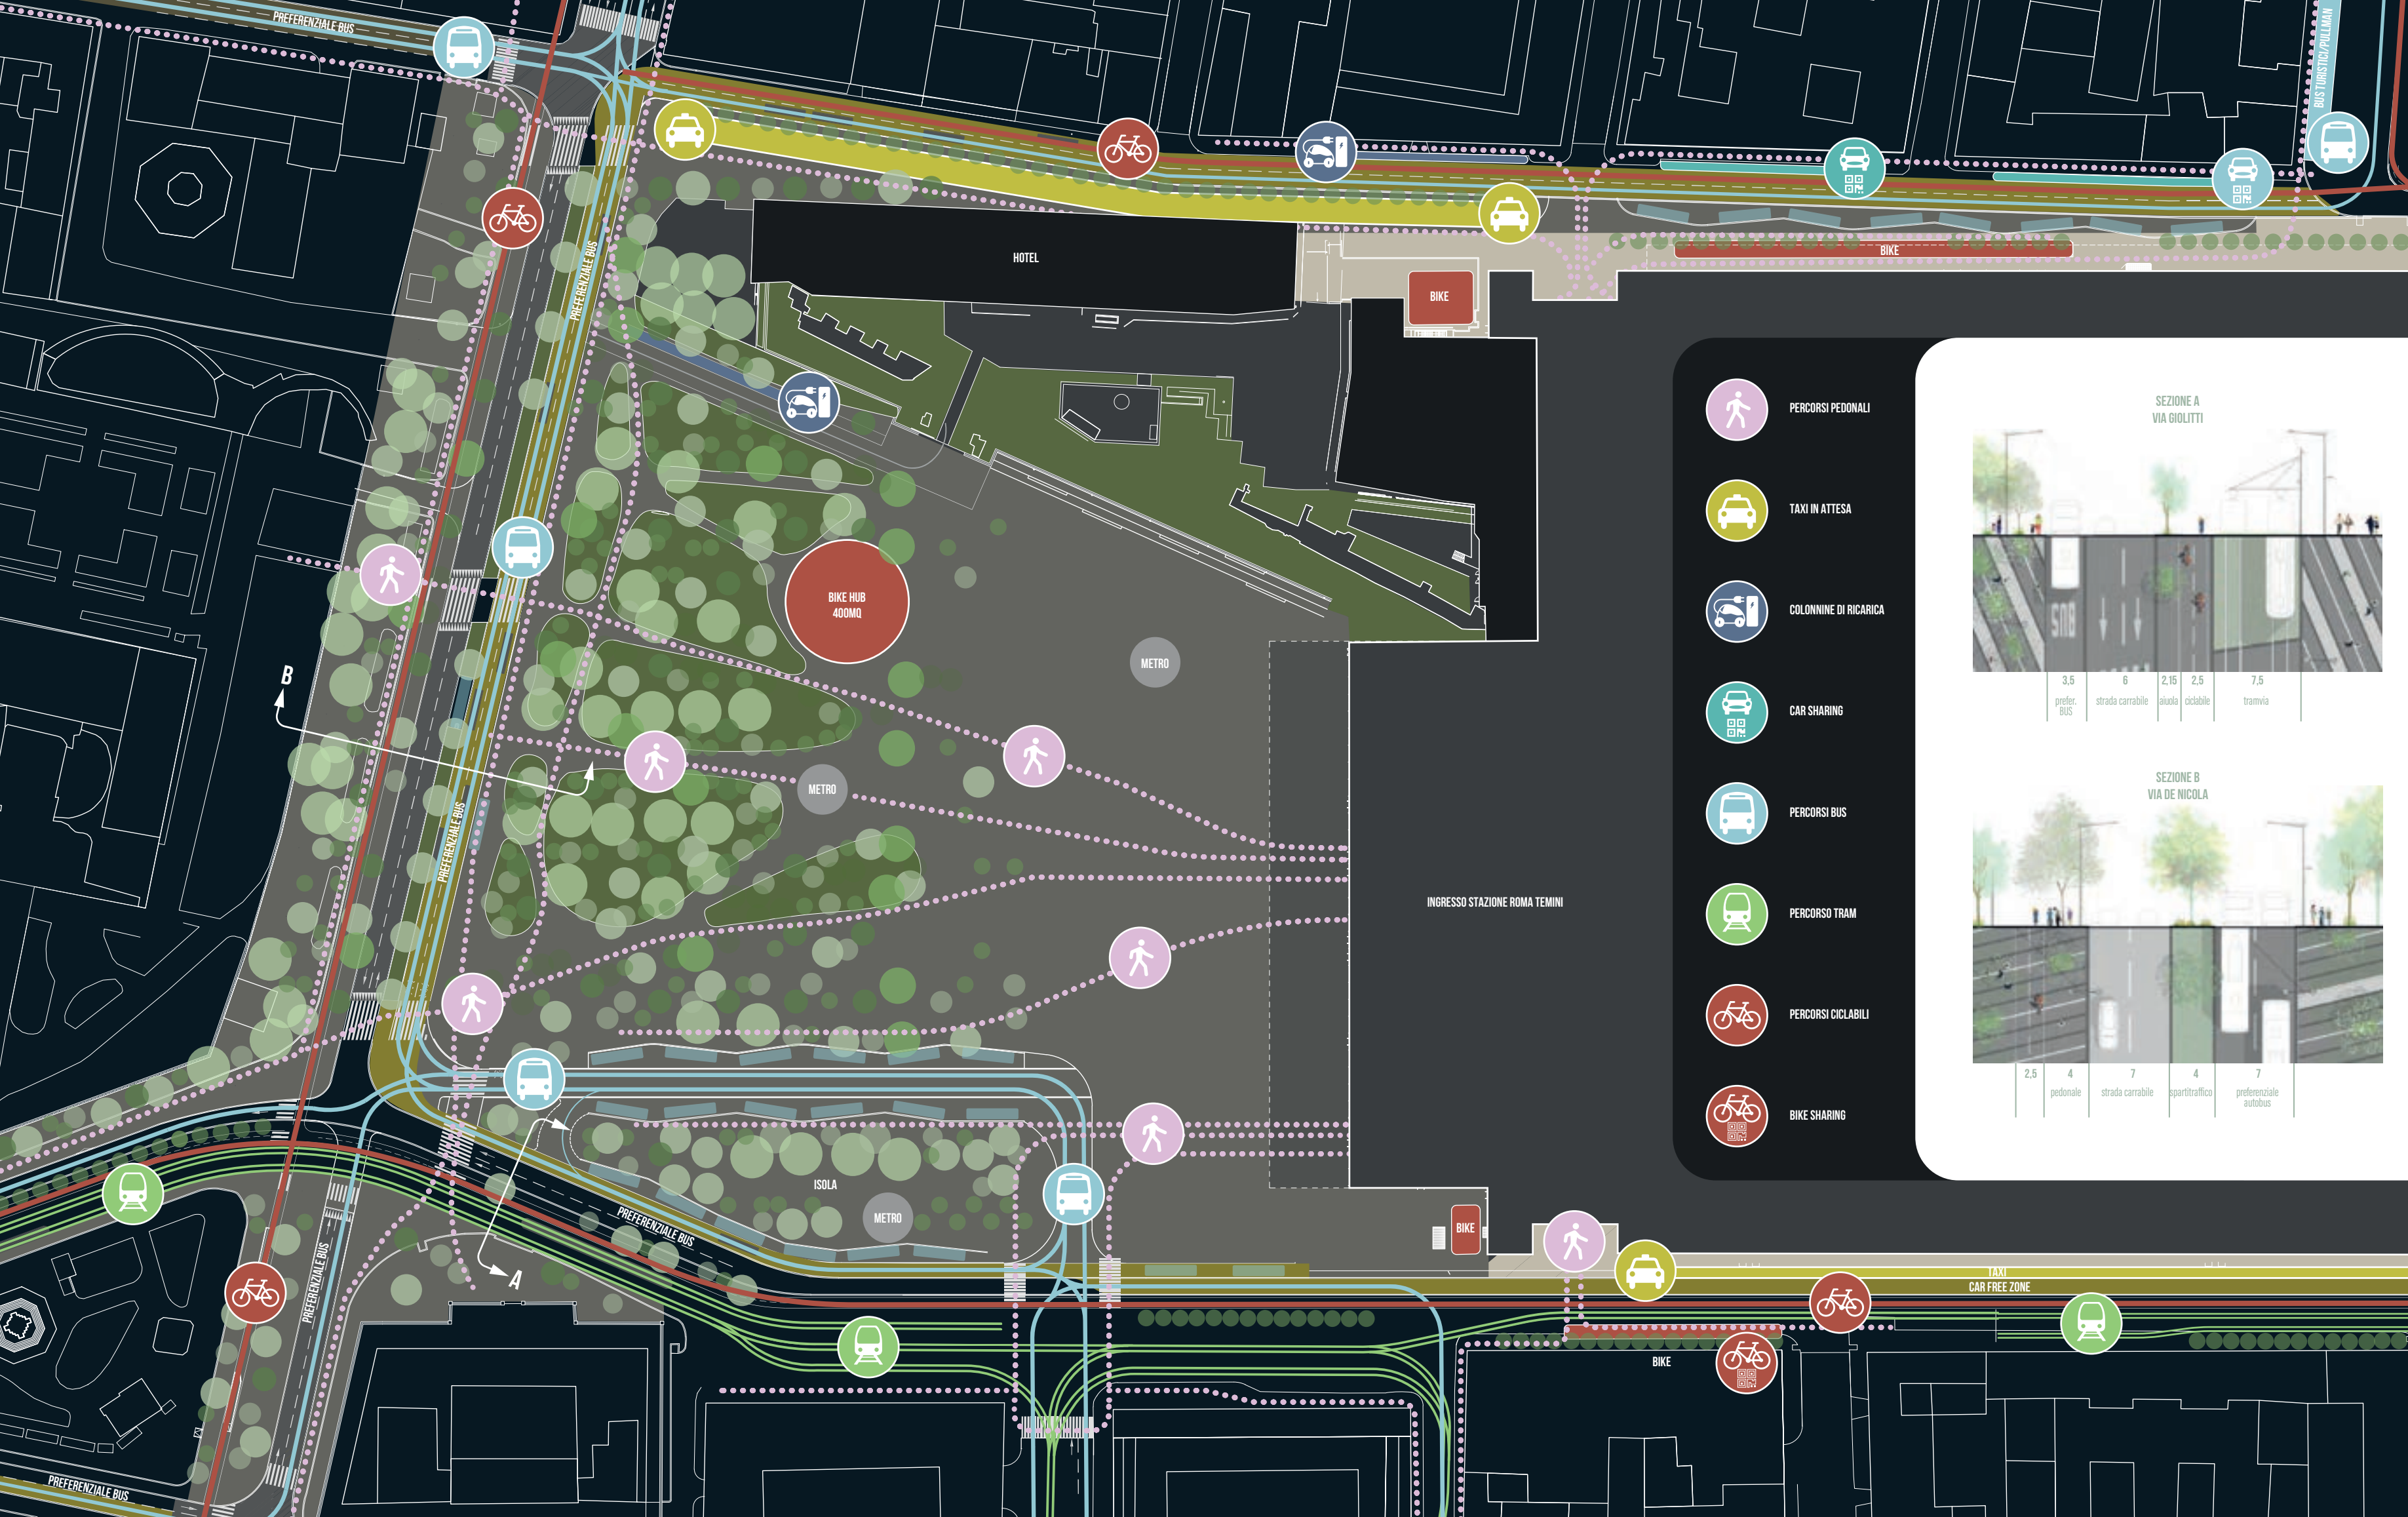 PREFERENZIALE BUS
BUS TURISTICI/PULLMAN
PREFERENZIALE BUS
HOTEL
BIKE
BIKE
BIKE HUB
400MQ
METRO
B
METRO
PREFERENZIALE BUS
INGRESSO STAZIONE ROMA TEMINI
ISOLA
METRO
PREFERENZIALE BUS
A
PREFERENZIALE BUS
PREFERENZIALE BUS
BIKE
TAXI
CAR FREE ZONE
BIKE
PERCORSI PEDONALI
TAXI IN ATTESA
COLONNINE DI RICARICA
CAR SHARING
PERCORSI BUS
PERCORSO TRAM
PERCORSI CICLABILI
BIKE SHARING
SEZIONE A
VIA GIOLITTI
BUS
3,5 6 2,15 2,5 7,5
prefer. BUS strada carrabile aiuola ciclabile tramvia
SEZIONE B
VIA DE NICOLA
2,5 4 7 4 7
pedonale strada carrabile spartitraffico preferenziale autobus